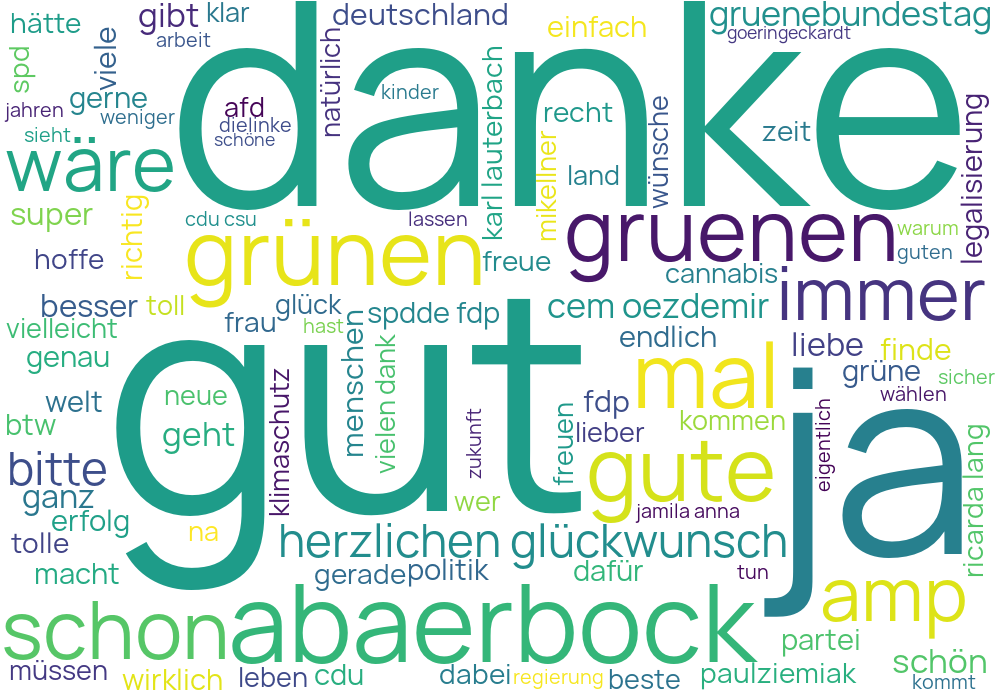 hätte
gibt
klar
deutschland
einfach
gruenebundestag
goeringeckardt
arbeit
spd
viele
danke
natürlich
kinder
karl lauterbach
jahren
gerne
weniger
afd
dielinke
schöne
recht
mikellner
wünsche
zeit
legalisierung
sieht
wäre
land
super
richtig
cdu csu
lassen
gruenen
warum
guten
hoffe
grünen
freue
cannabis
immer
besser
toll
glück
spdde fdp
cem oezdemir
vielleicht
frau
hast
endlich
genau
gut
menschen
vielen dank
mal
liebe
finde
grüne
sicher
welt
neue
klimaschutz
fdp
wählen
btw
geht
zukunft
freuen
lieber
kommen
eigentlich
ja
ricarda lang
bitte
gute
ganz
wer
jamila anna
erfolg
na
herzlichen glückwunsch
tolle
macht
gerade
politik
dafür
tun
schon
abaerbock
amp
partei
müssen
wirklich
leben
cdu
dabei
regierung
beste
paulziemiak
schön
kommt